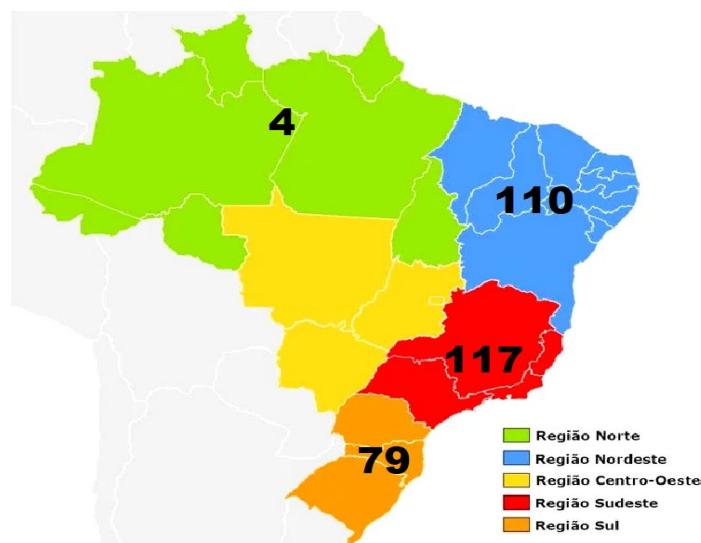 4
110
117
79
Região Norte
Região Nordeste
Região Centro-Oeste
Região Sudeste
Região Sul